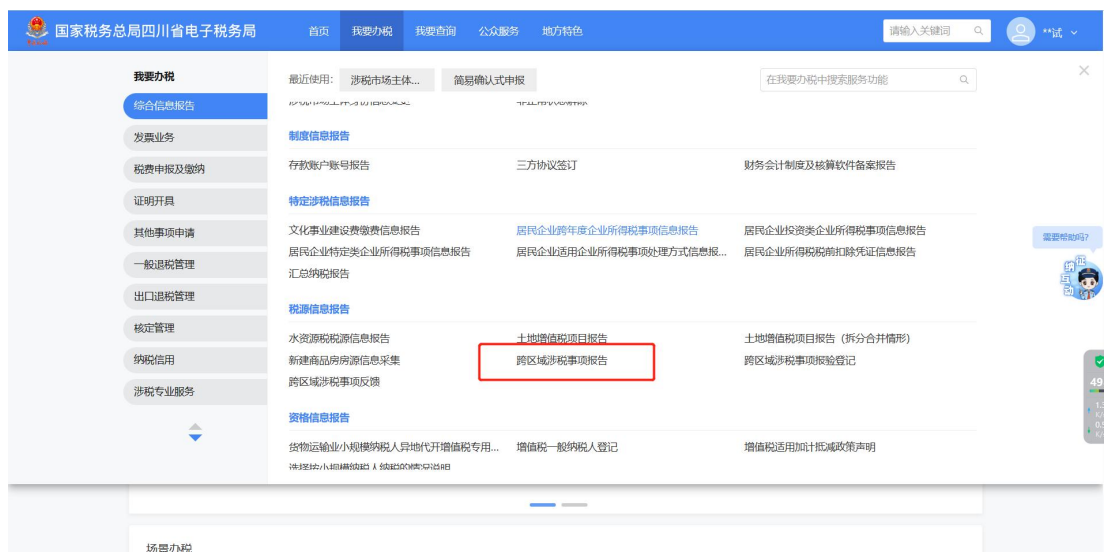 国家税务总局四川省电子税务局 首页 我要办税 我要查询 公众服务 地方特色 请输入关键词 **试
我要办税 最近使用: 涉税市场主体... 简易确认式申报 在我要办税中搜索服务功能
综合信息报告
发票业务
税费申报及缴纳
证明开具
其他事项申请
一般退税管理
出口退税管理
核定管理
纳税信用
涉税专业服务
制度信息报告
存款账户账号报告 三方协议签订 财务会计制度及核算软件备案报告
特定涉税信息报告
文化事业建设费缴费信息报告 居民企业跨年度企业所得税事项信息报告 居民企业投资类企业所得税事项信息报告
居民企业特定类企业所得税事项信息报告 居民企业适用企业所得税事项处理方式信息报... 居民企业所得税税前扣除凭证信息报告
汇总纳税报告
税源信息报告
水资源税税源信息报告 土地增值税项目报告 土地增值税项目报告（拆分合并情形）
新建商品房房源信息采集 跨区域涉税事项报告 跨区域涉税事项报验登记
跨区域涉税事项反馈
资格信息报告
货物运输业小规模纳税人异地代开增值税专用... 增值税一般纳税人登记 增值税适用加计抵减政策声明
选择按小规模纳税人纳税的情况说明
需要帮助吗?
征纳互动
49
场景办税